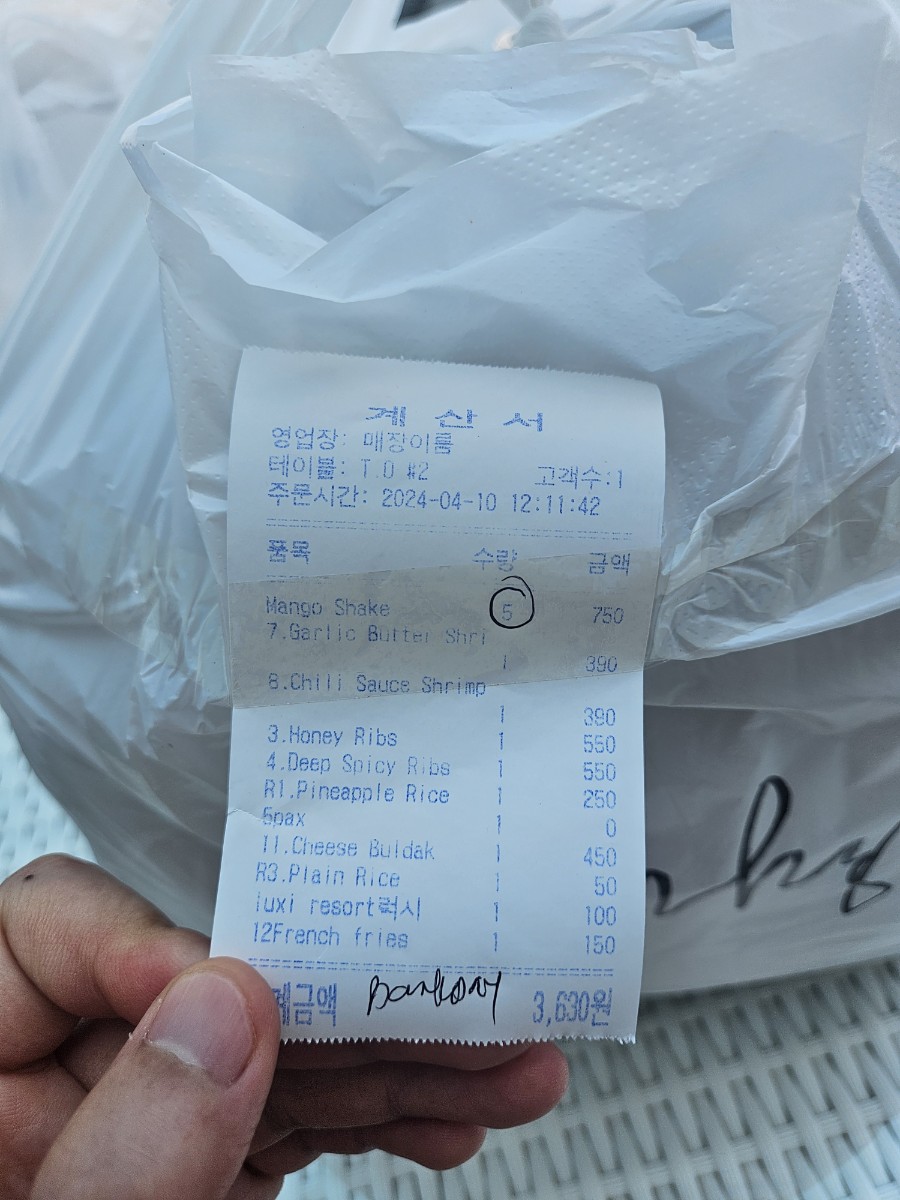 계 산 서
영업장: 매장이름
테이블: T.O #2 고객수:1
주문시간: 2024-04-10 12:11:42
품목 수량 금액
Mango Shake 5 750
7.Garlic Butter Shri
1 390
8.Chili Sauce Shrimp
1 390
3.Honey Ribs 1 550
4.Deep Spicy Ribs 1 550
R1.Pineapple Rice 1 250
5pax 1 0
11.Cheese Buldak 1 450
R3.Plain Rice 1 50
luxi resort럭시 1 100
12French fries 1 150
계금액 3,630원